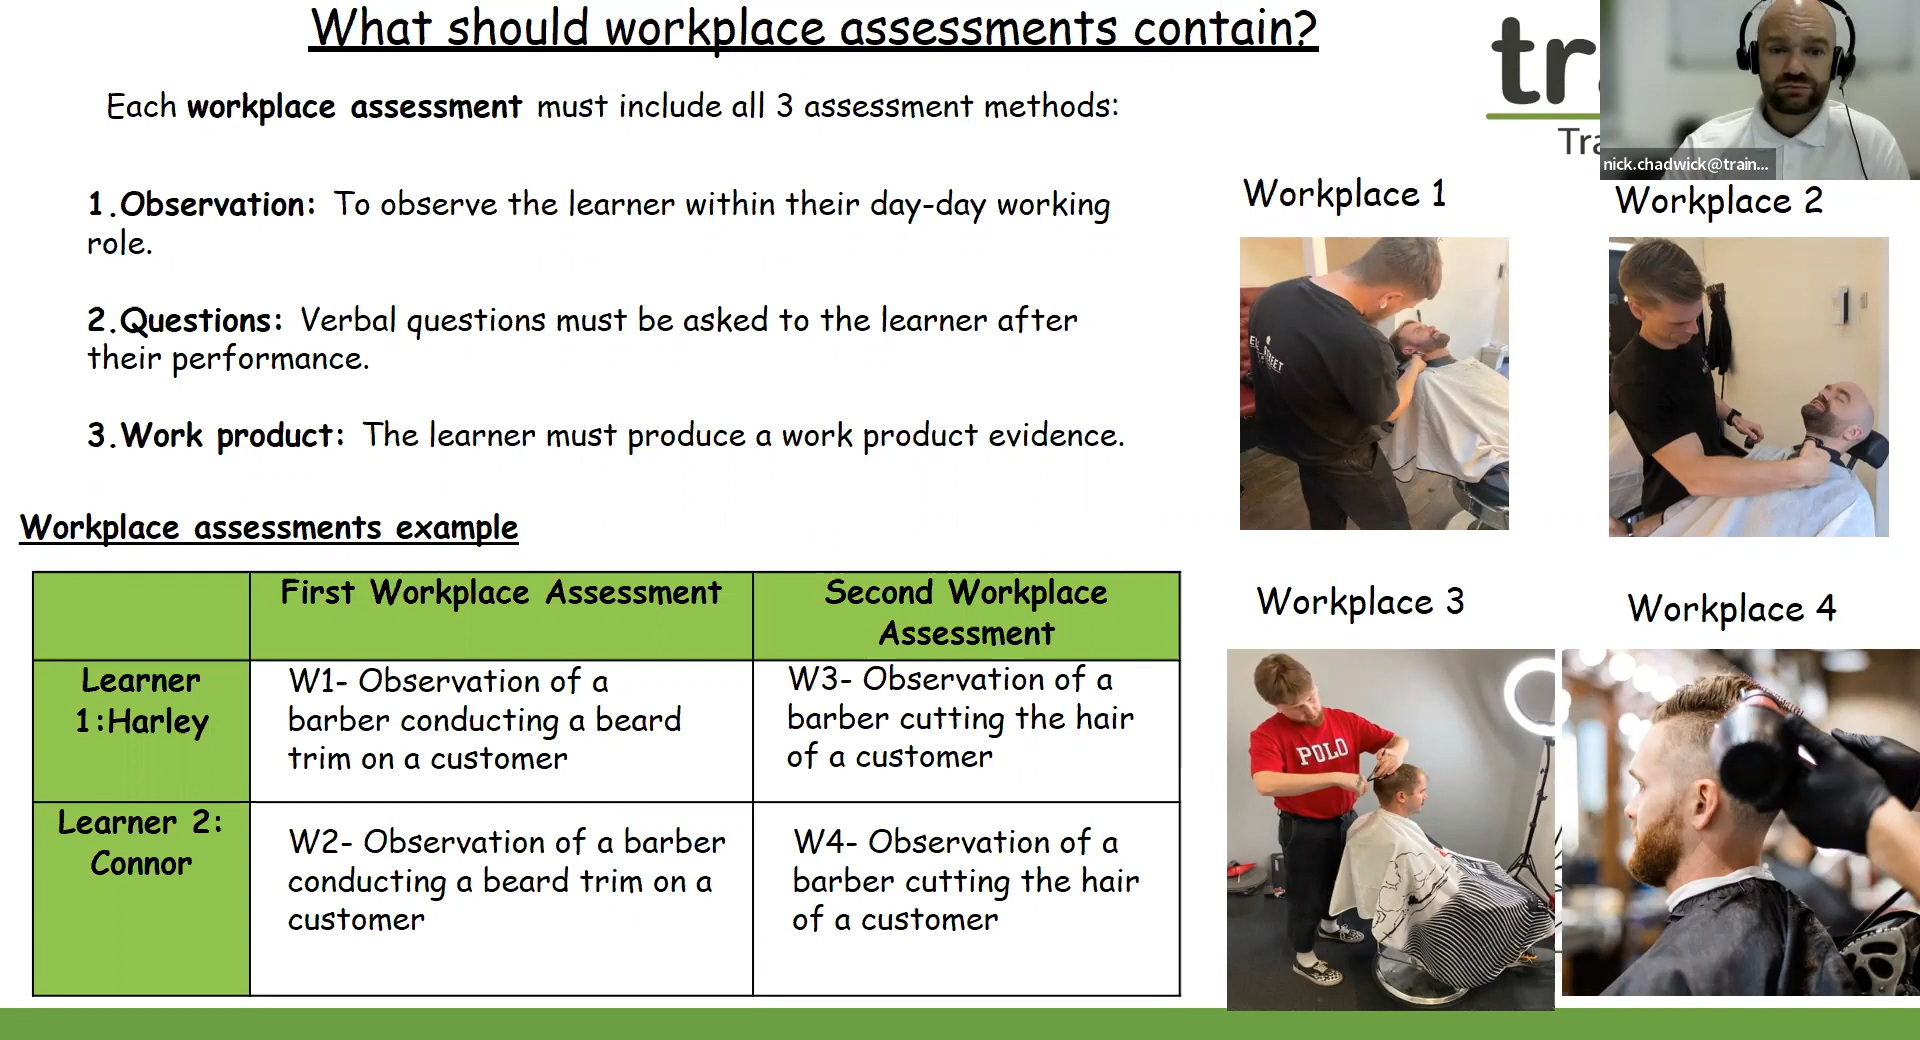 What should workplace assessments contain?
Each workplace assessment must include all 3 assessment methods:
1.Observation: To observe the learner within their day-day working
role.
2.Questions: Verbal questions must be asked to the learner after
their performance.
3.Work product: The learner must produce a work product evidence.
Workplace assessments example
First Workplace Assessment
Second Workplace
Assessment
Learner
1:Harley
W1- Observation of a
barber conducting a beard
trim on a customer
W3- Observation of a
barber cutting the hair
of a customer
Learner 2:
Connor
W2- Observation of a barber
conducting a beard trim on a
customer
W4- Observation of a
barber cutting the hair
of a customer
tra
Tra
nick.chadwick@train...
Workplace 1
Workplace 2
Workplace 3
Workplace 4
POLO